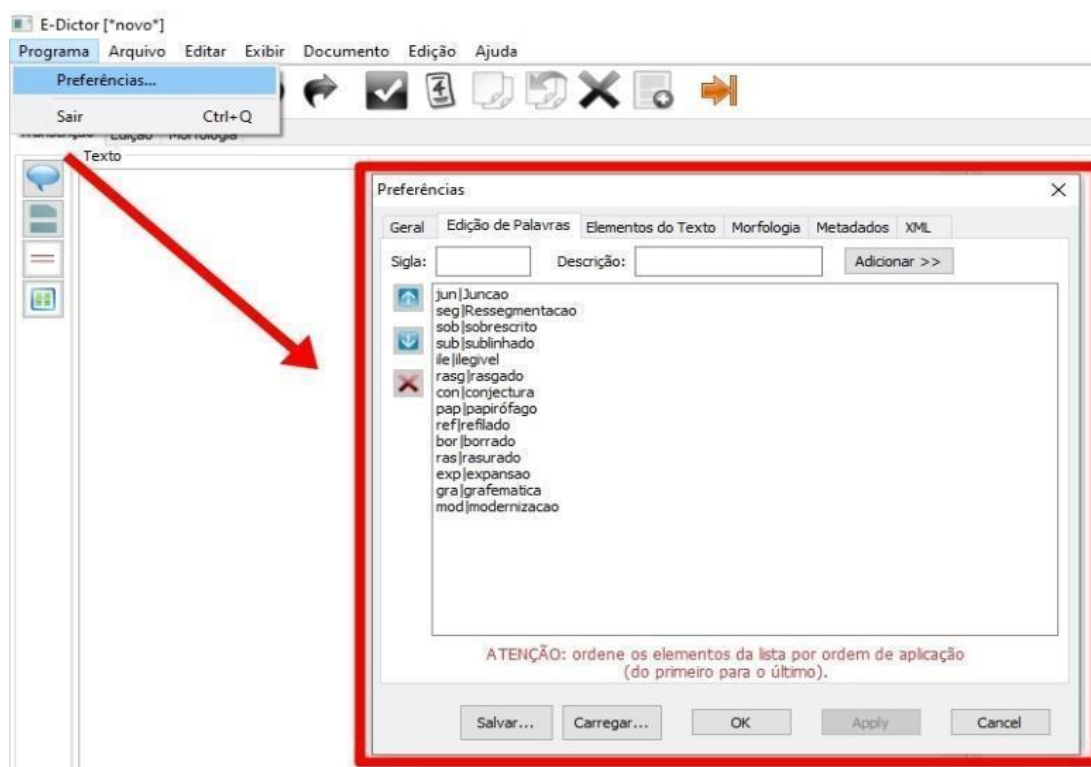 E-Dictor [*novo*]
Programa Arquivo Editar Exibir Documento Edição Ajuda
Preferências...
Sair Ctrl+Q
Edição Morfologia
Texto
Preferências
Geral Edição de Palavras Elementos do Texto Morfologia Metadados XML
Sigla: Descrição: Adicionar >>
jun|Juncao
seg|Ressegmentacao
sob|sobrescrito
sub|sublinhado
ile|ilegivel
rasg|rasgado
con|conjectura
pap|papirófago
ref|refilado
bor|borrado
ras|rasurado
exp|expansao
gra|grafematica
mod|modernizacao
ATENÇÃO: ordene os elementos da lista por ordem de aplicação
(do primeiro para o último).
Salvar... Carregar... OK Apply Cancel